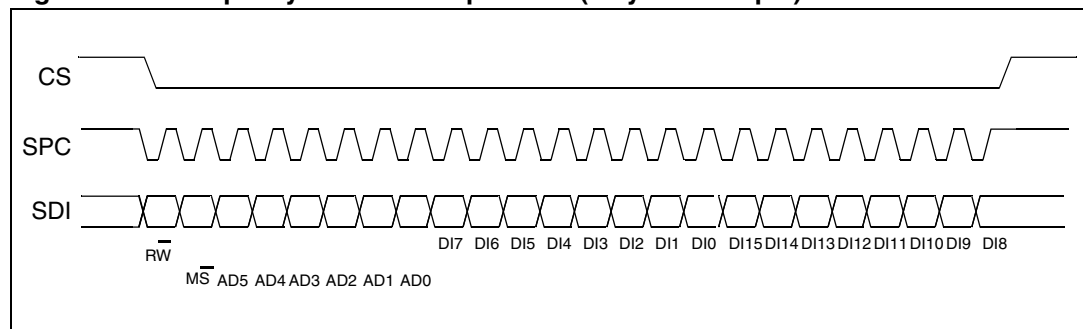 CS
SPC
SDI
DI7 DI6 DI5 DI4 DI3 DI2 DI1 DI0 DI15 DI14 DI13 DI12 DI11 DI10 DI9 DI8
RW̅
MS̅ AD5 AD4 AD3 AD2 AD1 AD0